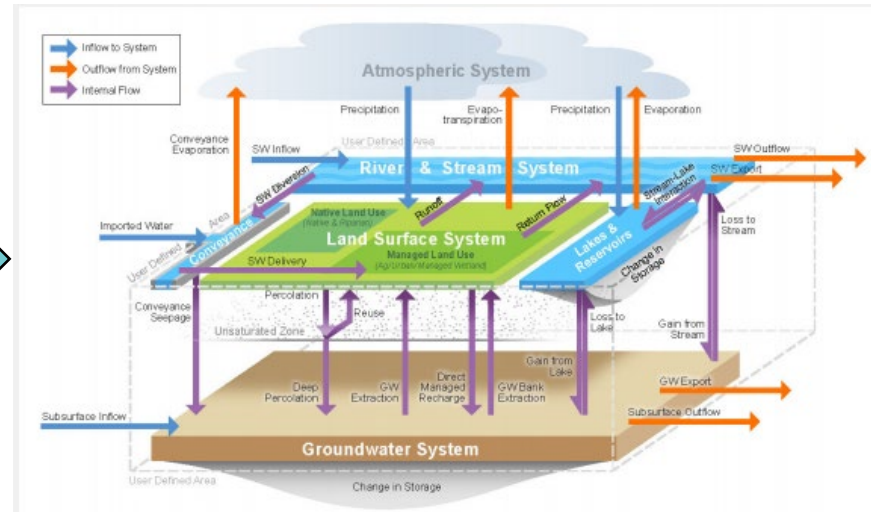 Inflow to System
Outflow from System
Internal Flow
Atmospheric System
Precipitation
Evapo-
transpiration
Precipitation
Evaporation
Conveyance
Evaporation
User Defined Area
SW Inflow
SW Outflow
SW Export
River & Stream System
SW Diversion
Stream-Lake
Interaction
Runoff
Return Flow
Native Land Use
(Native & Riparian)
Imported Water
User Defined Area
Conveyance
Land Surface System
Lakes &
Reservoirs
Loss to
Stream
Managed Land Use
(Ag/Urban/Managed Wetland)
SW Delivery
Change in
Storage
Conveyance
Seepage
Percolation
Reuse
Unsaturated Zone
Loss to
Lake
Gain from
Stream
Deep
Percolation
GW
Extraction
Direct
Managed
Recharge
GW Bank
Extraction
Gain from
Lake
GW Export
Subsurface Inflow
Subsurface Outflow
Groundwater System
User Defined Area
Change in Storage